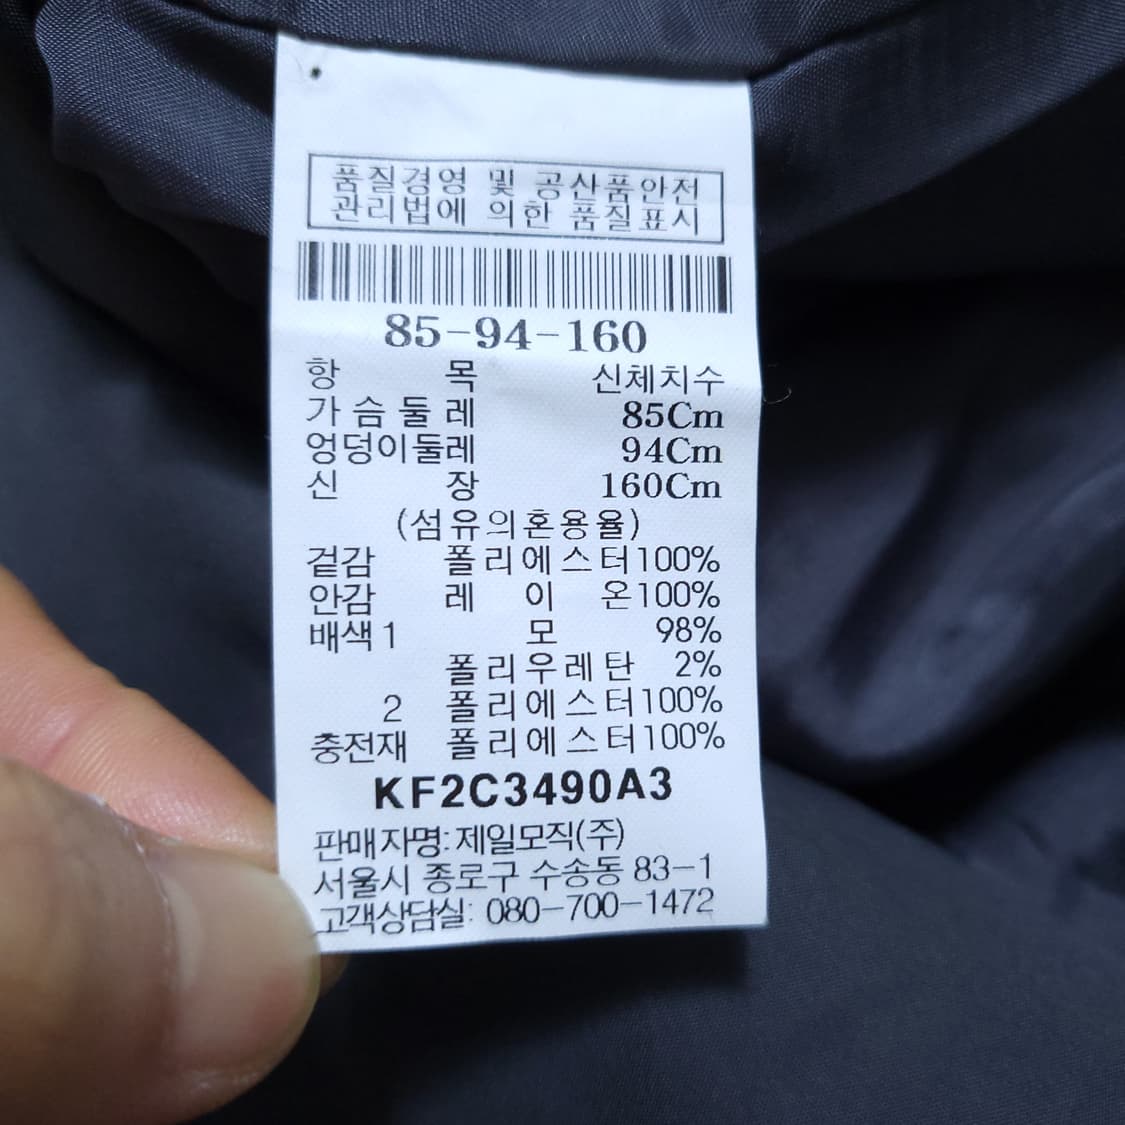 품질경영 및 공산품안전
관리법에 의한 품질표시
85-94-160
항 목 신체치수
가슴둘레 85Cm
엉덩이둘레 94Cm
신 장 160Cm
(섬유의혼용율)
겉감 폴리에스터100%
안감 레이온100%
배색1 모 98%
폴리우레탄 2%
2 폴리에스터100%
충전재 폴리에스터100%
KF2C3490A3
판매자명:제일모직(주)
서울시 종로구 수송동 83-1
고객상담실: 080-700-1472